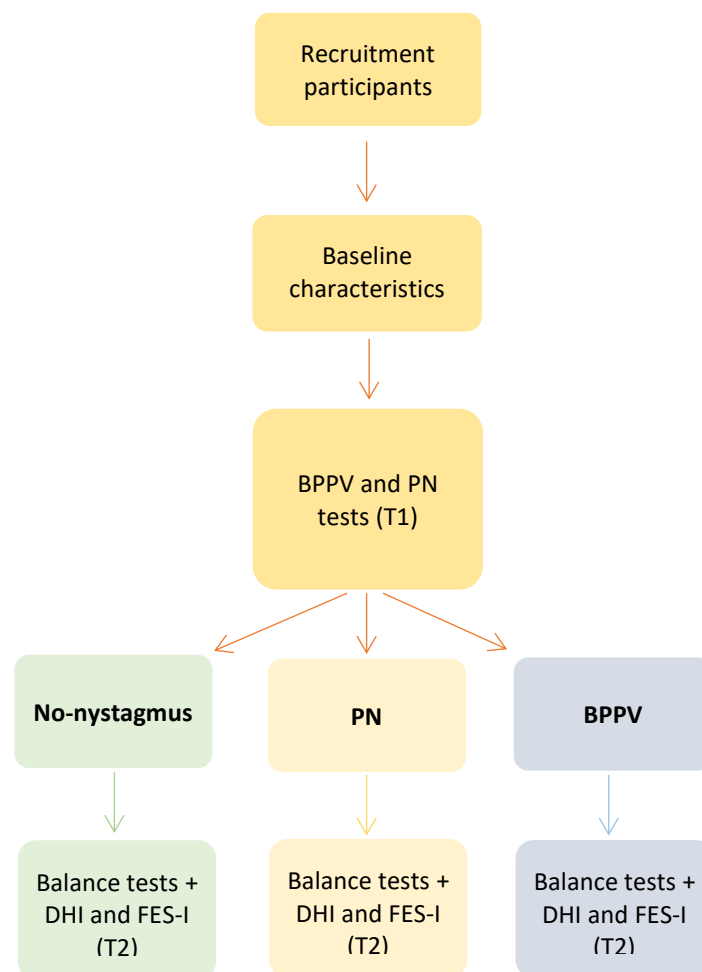 Recruitment
participants
Baseline
characteristics
BPPV and PN
tests (T1)
No-nystagmus
PN
BPPV
Balance tests +
DHI and FES-I
(T2)
Balance tests +
DHI and FES-I
(T2)
Balance tests +
DHI and FES-I
(T2)